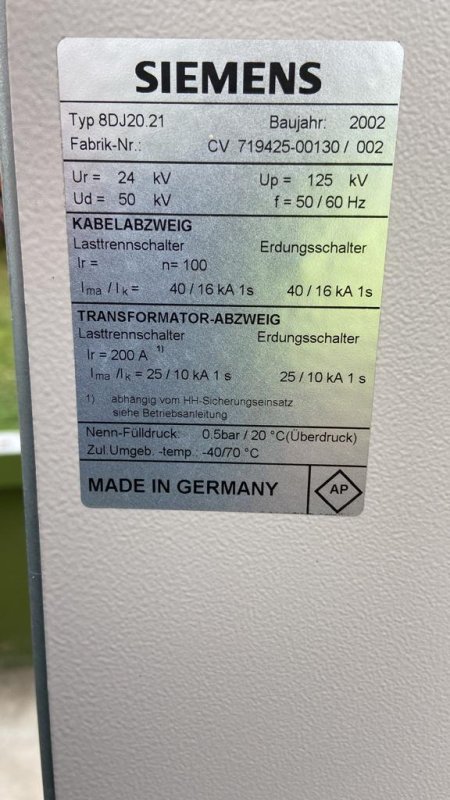 SIEMENS
Typ 8DJ20.21 Baujahr: 2002
Fabrik-Nr.: CV 719425-00130 / 002
Ur = 24 kV Up = 125 kV
Ud = 50 kV f = 50 / 60 Hz
KABELABZWEIG
Lasttrennschalter Erdungsschalter
Ir = n= 100
Ima / Ik = 40 / 16 kA 1s 40 / 16 kA 1s
TRANSFORMATOR-ABZWEIG
Lasttrennschalter Erdungsschalter
Ir = 200 A 1)
Ima /Ik = 25 / 10 kA 1 s 25 / 10 kA 1 s
1) abhängig vom HH-Sicherungseinsatz
siehe Betriebsanleitung
Nenn-Fülldruck: 0.5bar / 20 °C(Überdruck)
Zul.Umgeb. -temp.: -40/70 °C
MADE IN GERMANY AP